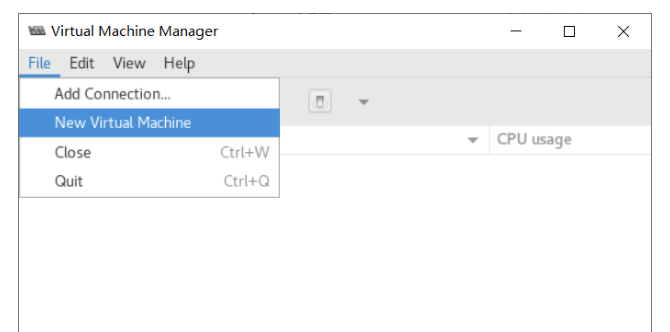 Virtual Machine Manager
File Edit View Help
Add Connection...
New Virtual Machine
CPU usage
Close Ctrl+W
Quit Ctrl+Q